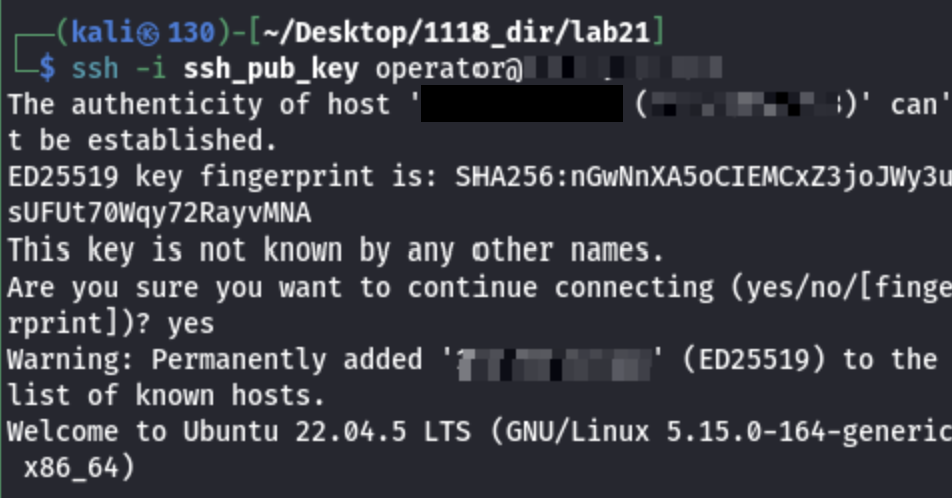 ┌──(kali㉿130)-[~/Desktop/1118_dir/lab21]
└─$ ssh -i ssh_pub_key operator@
The authenticity of host ' ( )' can'
t be established.
ED25519 key fingerprint is: SHA256:nGwNnXA5oCIEMCxZ3joJWy3u
sUFUt70Wqy72RayvMNA
This key is not known by any other names.
Are you sure you want to continue connecting (yes/no/[finge
rprint])? yes
Warning: Permanently added ' ' (ED25519) to the
list of known hosts.
Welcome to Ubuntu 22.04.5 LTS (GNU/Linux 5.15.0-164-generic
 x86_64)